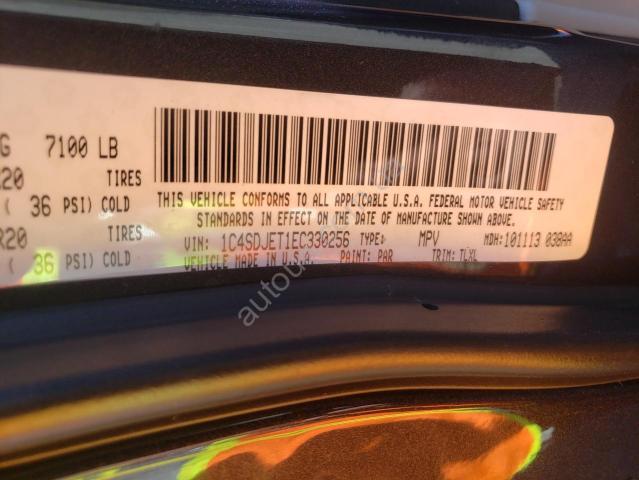 G 7100 LB
R20 TIRES
( 36 PSI) COLD
R20 TIRES
( 36 PSI) COLD
THIS VEHICLE CONFORMS TO ALL APPLICABLE U.S.A. FEDERAL MOTOR VEHICLE SAFETY
STANDARDS IN EFFECT ON THE DATE OF MANUFACTURE SHOWN ABOVE.
VIN: 1C4SDJET1EC330256 TYPE: MPV MDH:101113 038AA
VEHICLE MADE IN U.S.A. PAINT: PAR TRIM: TLXL